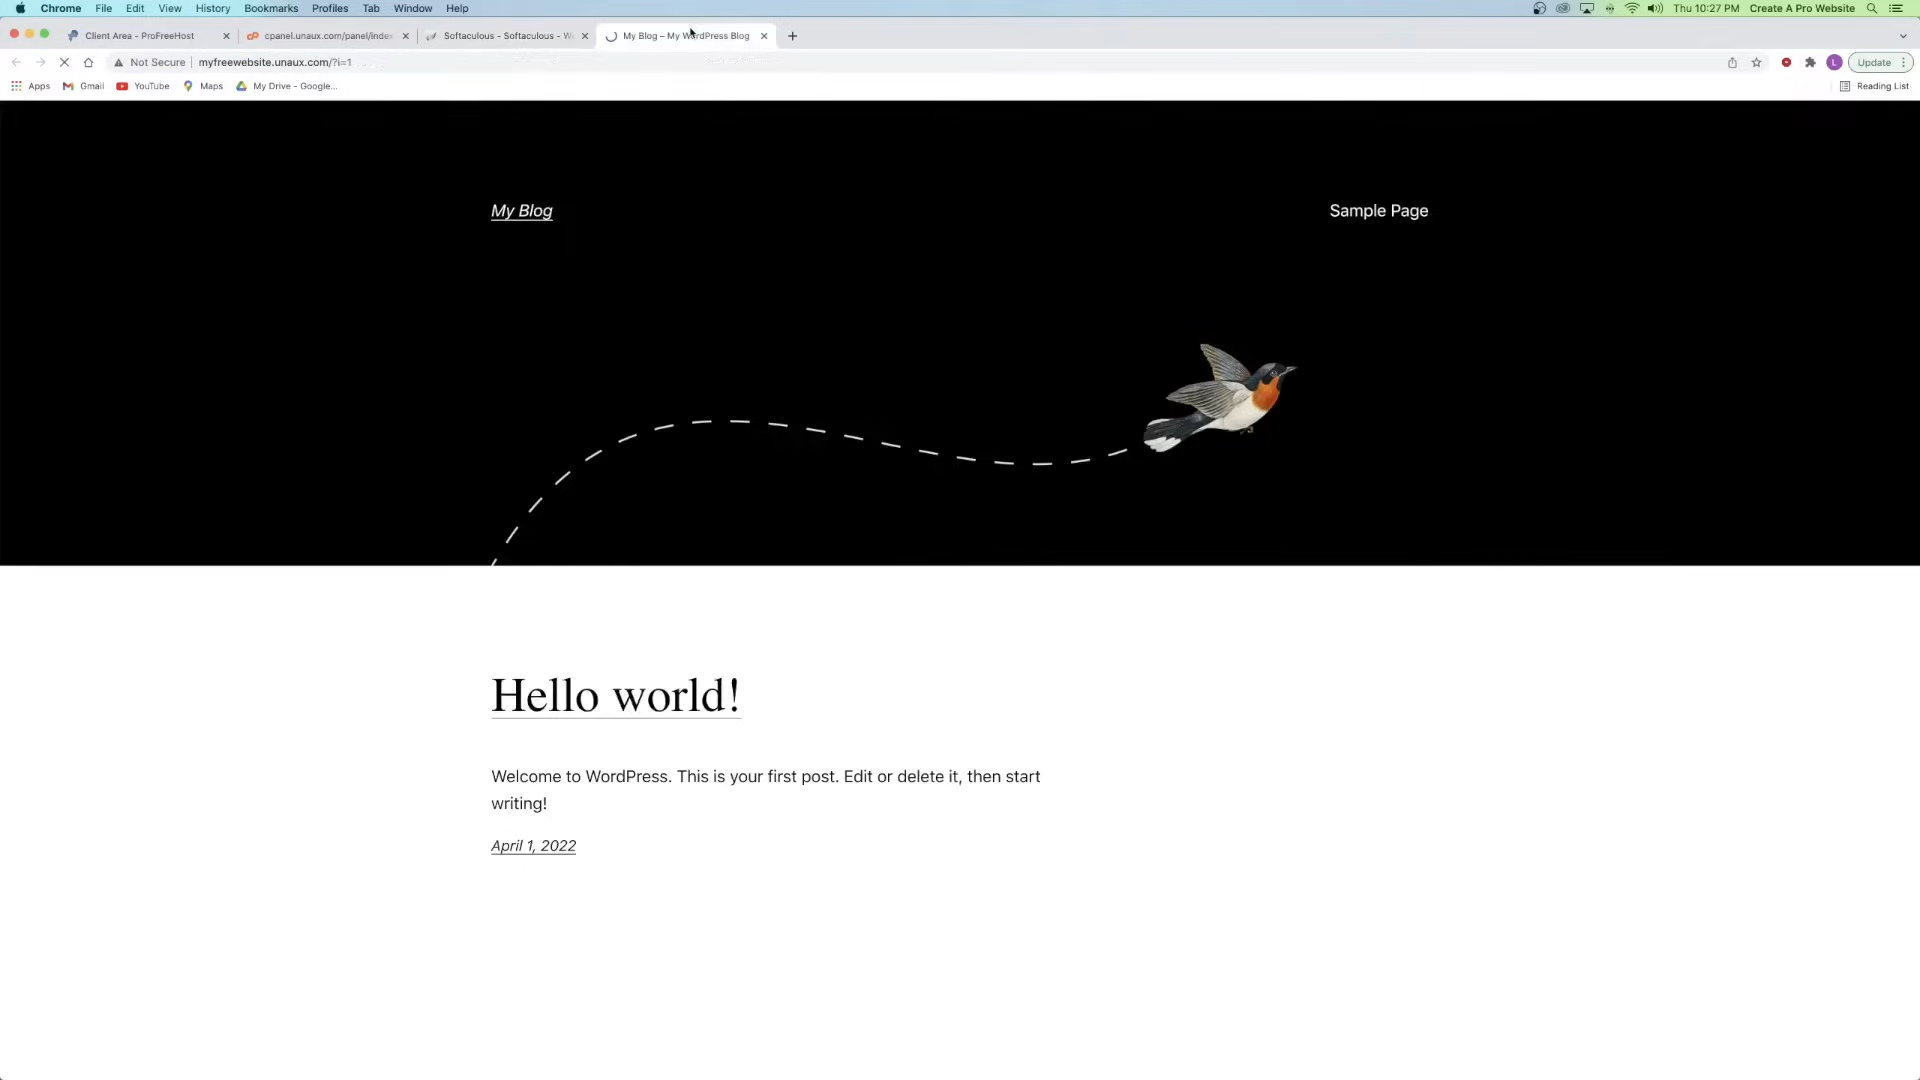 Chrome File Edit View History Bookmarks Profiles Tab Window Help Thu 10:27 PM Create A Pro Website
Client Area - ProFreeHost cpanel.unaux.com/panel/index Softaculous - Softaculous - W My Blog – My WordPress Blog
Not Secure myfreewebsite.unaux.com/?i=1 L Update
Apps Gmail YouTube Maps My Drive - Google... Reading List
My Blog Sample Page
Hello world!
Welcome to WordPress. This is your first post. Edit or delete it, then start
writing!
April 1, 2022